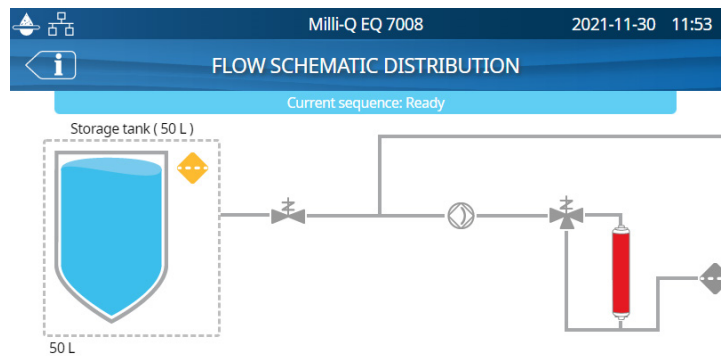 Milli-Q EQ 7008 2021-11-30 11:53
i FLOW SCHEMATIC DISTRIBUTION
Current sequence: Ready
Storage tank ( 50 L )
50 L